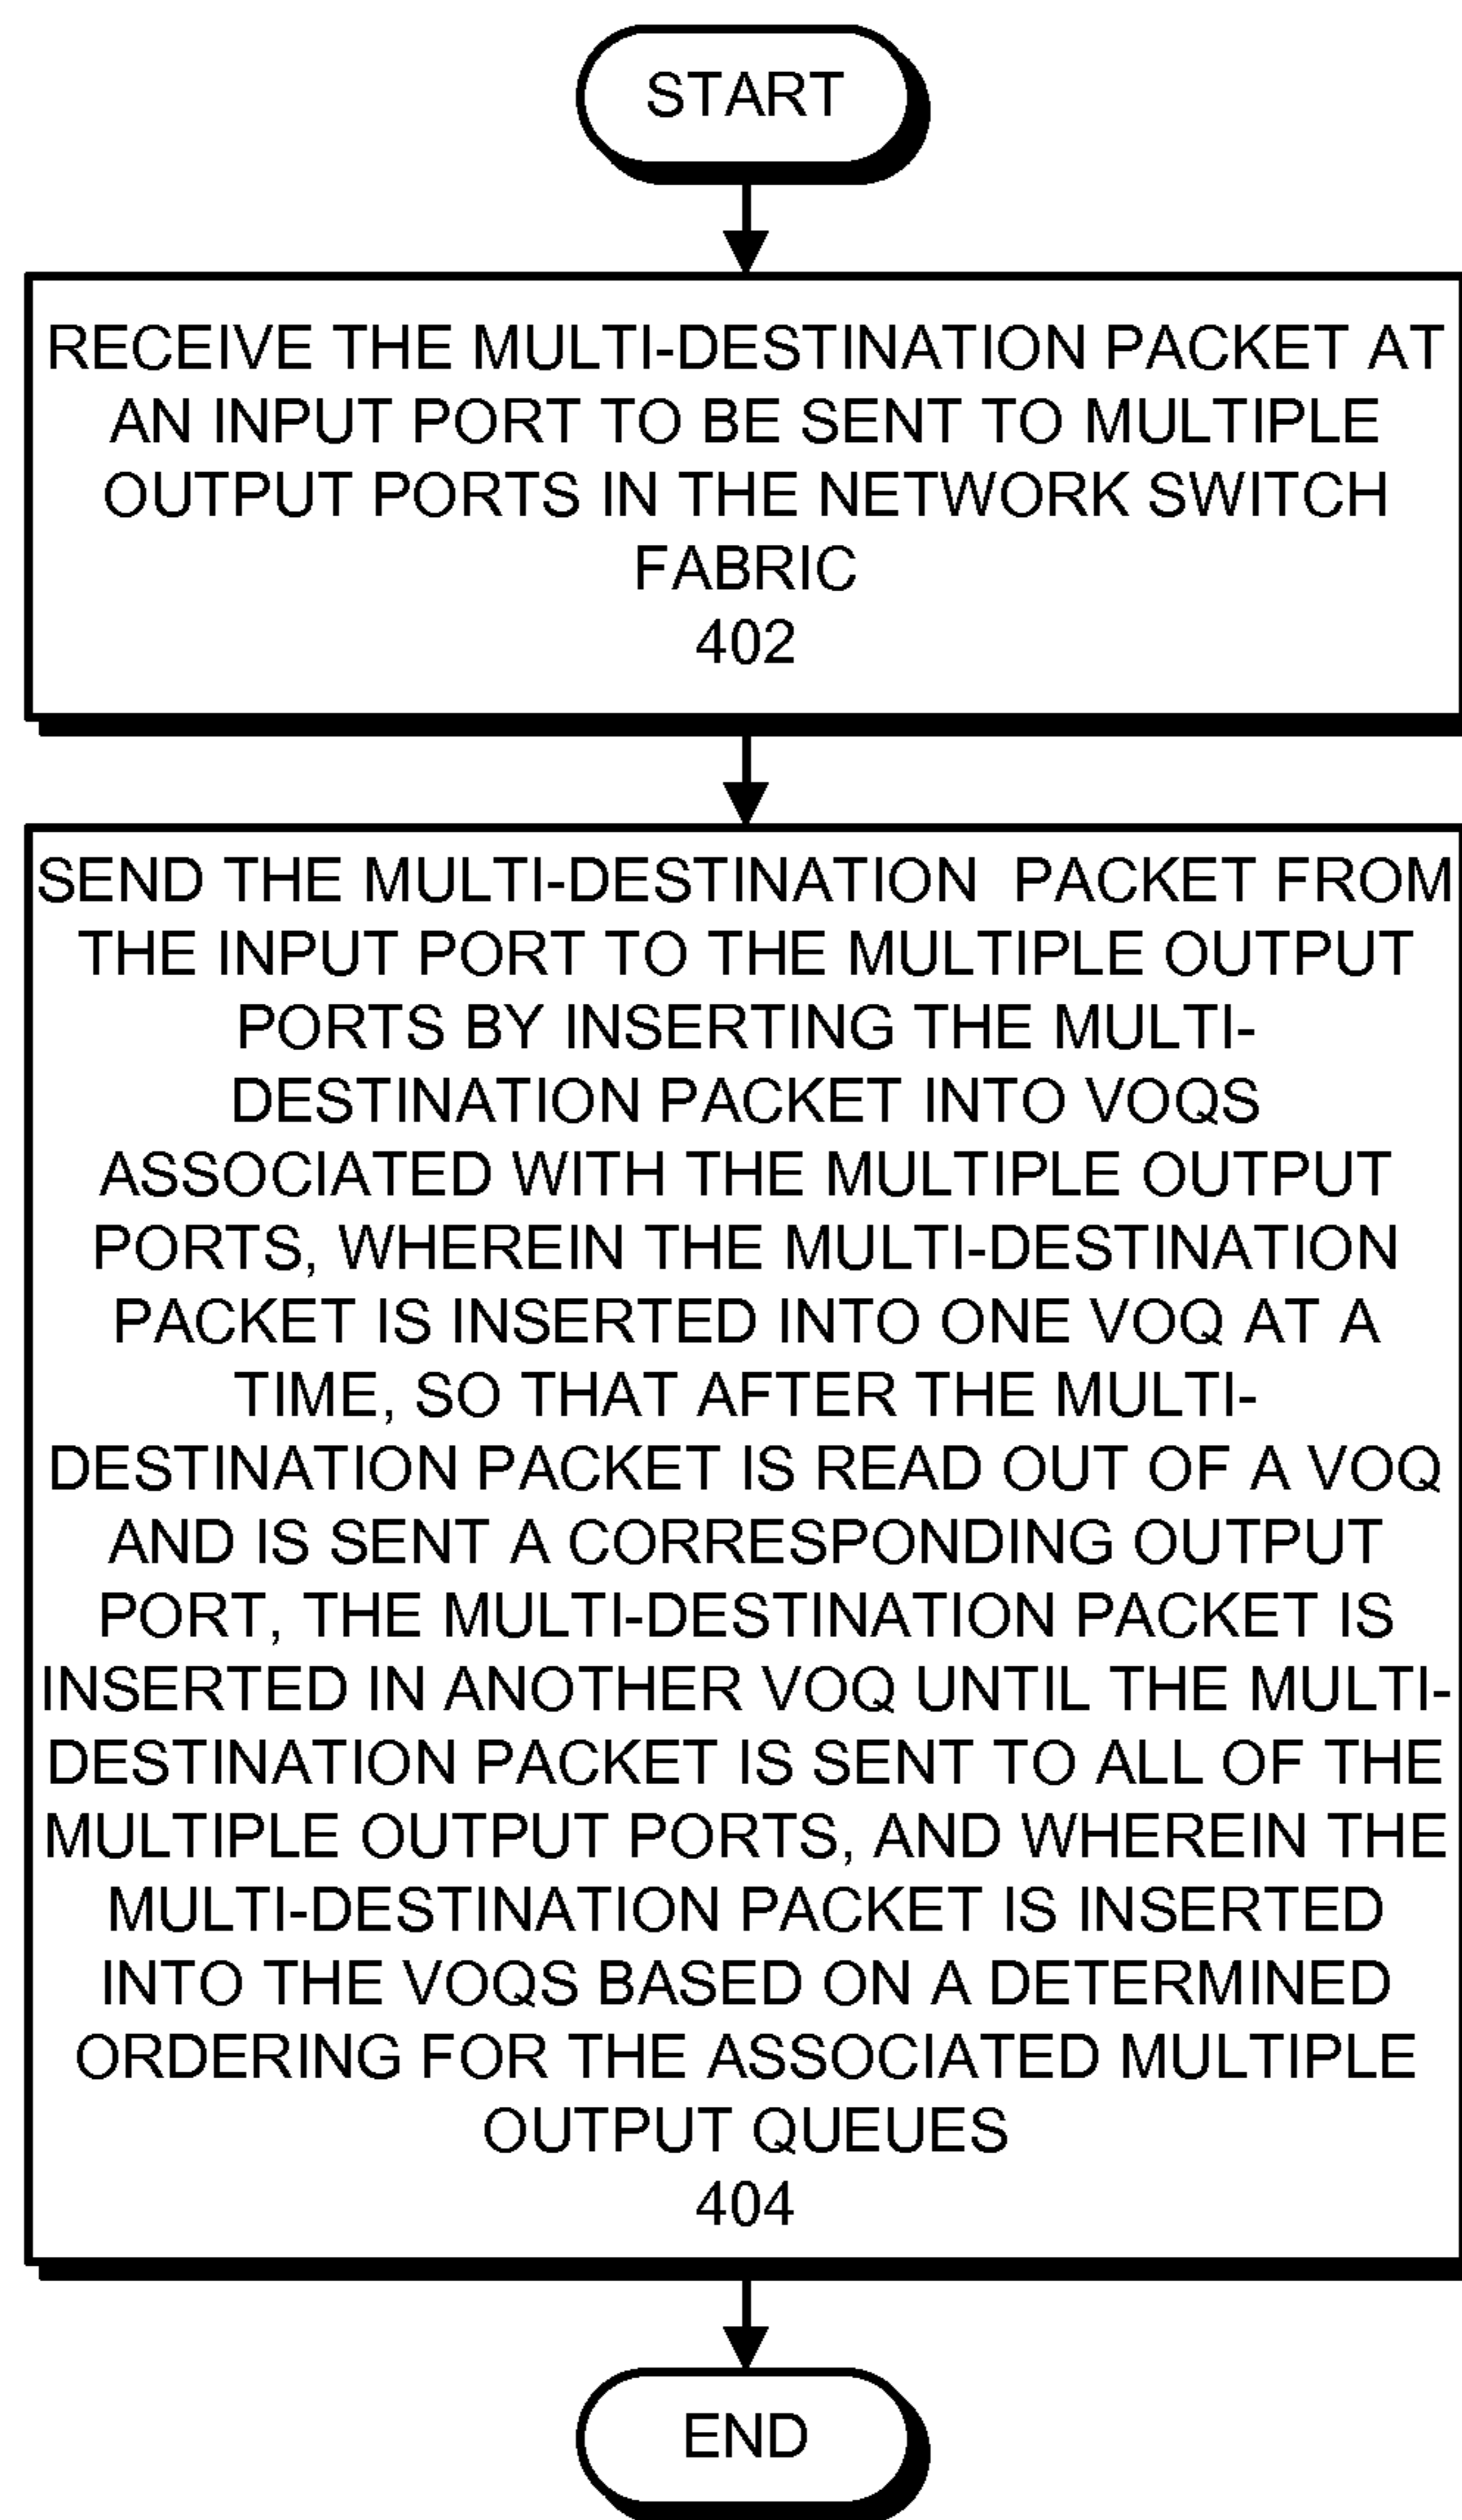 START
RECEIVE THE MULTI-DESTINATION PACKET AT
AN INPUT PORT TO BE SENT TO MULTIPLE
OUTPUT PORTS IN THE NETWORK SWITCH
FABRIC
402
SEND THE MULTI-DESTINATION PACKET FROM
THE INPUT PORT TO THE MULTIPLE OUTPUT
PORTS BY INSERTING THE MULTI-
DESTINATION PACKET INTO VOQS
ASSOCIATED WITH THE MULTIPLE OUTPUT
PORTS, WHEREIN THE MULTI-DESTINATION
PACKET IS INSERTED INTO ONE VOQ AT A
TIME, SO THAT AFTER THE MULTI-
DESTINATION PACKET IS READ OUT OF A VOQ
AND IS SENT A CORRESPONDING OUTPUT
PORT, THE MULTI-DESTINATION PACKET IS
INSERTED IN ANOTHER VOQ UNTIL THE MULTI-
DESTINATION PACKET IS SENT TO ALL OF THE
MULTIPLE OUTPUT PORTS, AND WHEREIN THE
MULTI-DESTINATION PACKET IS INSERTED
INTO THE VOQS BASED ON A DETERMINED
ORDERING FOR THE ASSOCIATED MULTIPLE
OUTPUT QUEUES
404
END